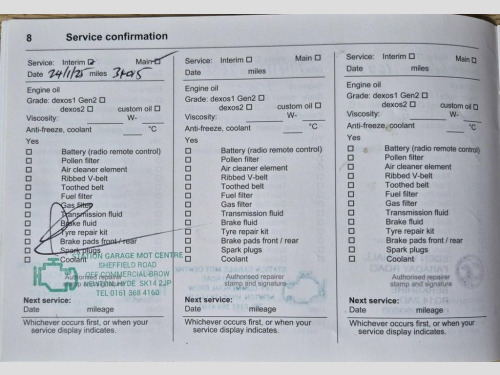 8 Service confirmation
Service: Interim Main
Date 24/1/25 miles
Engine oil
Grade: dexos1 Gen2
dexos2 custom oil
Viscosity: W-
Anti-freeze, coolant °C
Yes
Battery (radio remote control)
Pollen filter
Air cleaner element
Ribbed V-belt
Toothed belt
Fuel filter
Gas filter
Transmission fluid
Brake fluid
Tyre repair kit
Brake pads front / rear
Spark plugs
Coolant
STATION GARAGE MOT CENTRE
SHEFFIELD ROAD
OFF COMMERCIAL BROW
Authorised repairer
NEWTON, HYDE SK14 2JP
TEL 0161 368 4160
Next service:
Date mileage
Whichever occurs first, or when your
service display indicates.
Service: Interim Main
Date miles
Engine oil
Grade: dexos1 Gen2
dexos2 custom oil
Viscosity: W-
Anti-freeze, coolant °C
Yes
Battery (radio remote control)
Pollen filter
Air cleaner element
Ribbed V-belt
Toothed belt
Fuel filter
Gas filter
Transmission fluid
Brake fluid
Tyre repair kit
Brake pads front / rear
Spark plugs
Coolant
Authorised repairer
stamp and signature
Next service:
Date mileage
Whichever occurs first, or when your
service display indicates.
Service: Interim Main
Date miles
Engine oil
Grade: dexos1 Gen2
dexos2 custom oil
Viscosity: W-
Anti-freeze, coolant °C
Yes
Battery (radio remote control)
Pollen filter
Air cleaner element
Ribbed V-belt
Toothed belt
Fuel filter
Gas filter
Transmission fluid
Brake fluid
Tyre repair kit
Brake pads front / rear
Spark plugs
Coolant
Authorised repairer
stamp and signature
Next service:
Date mileage
Whichever occurs first, or when your
service display indicates.